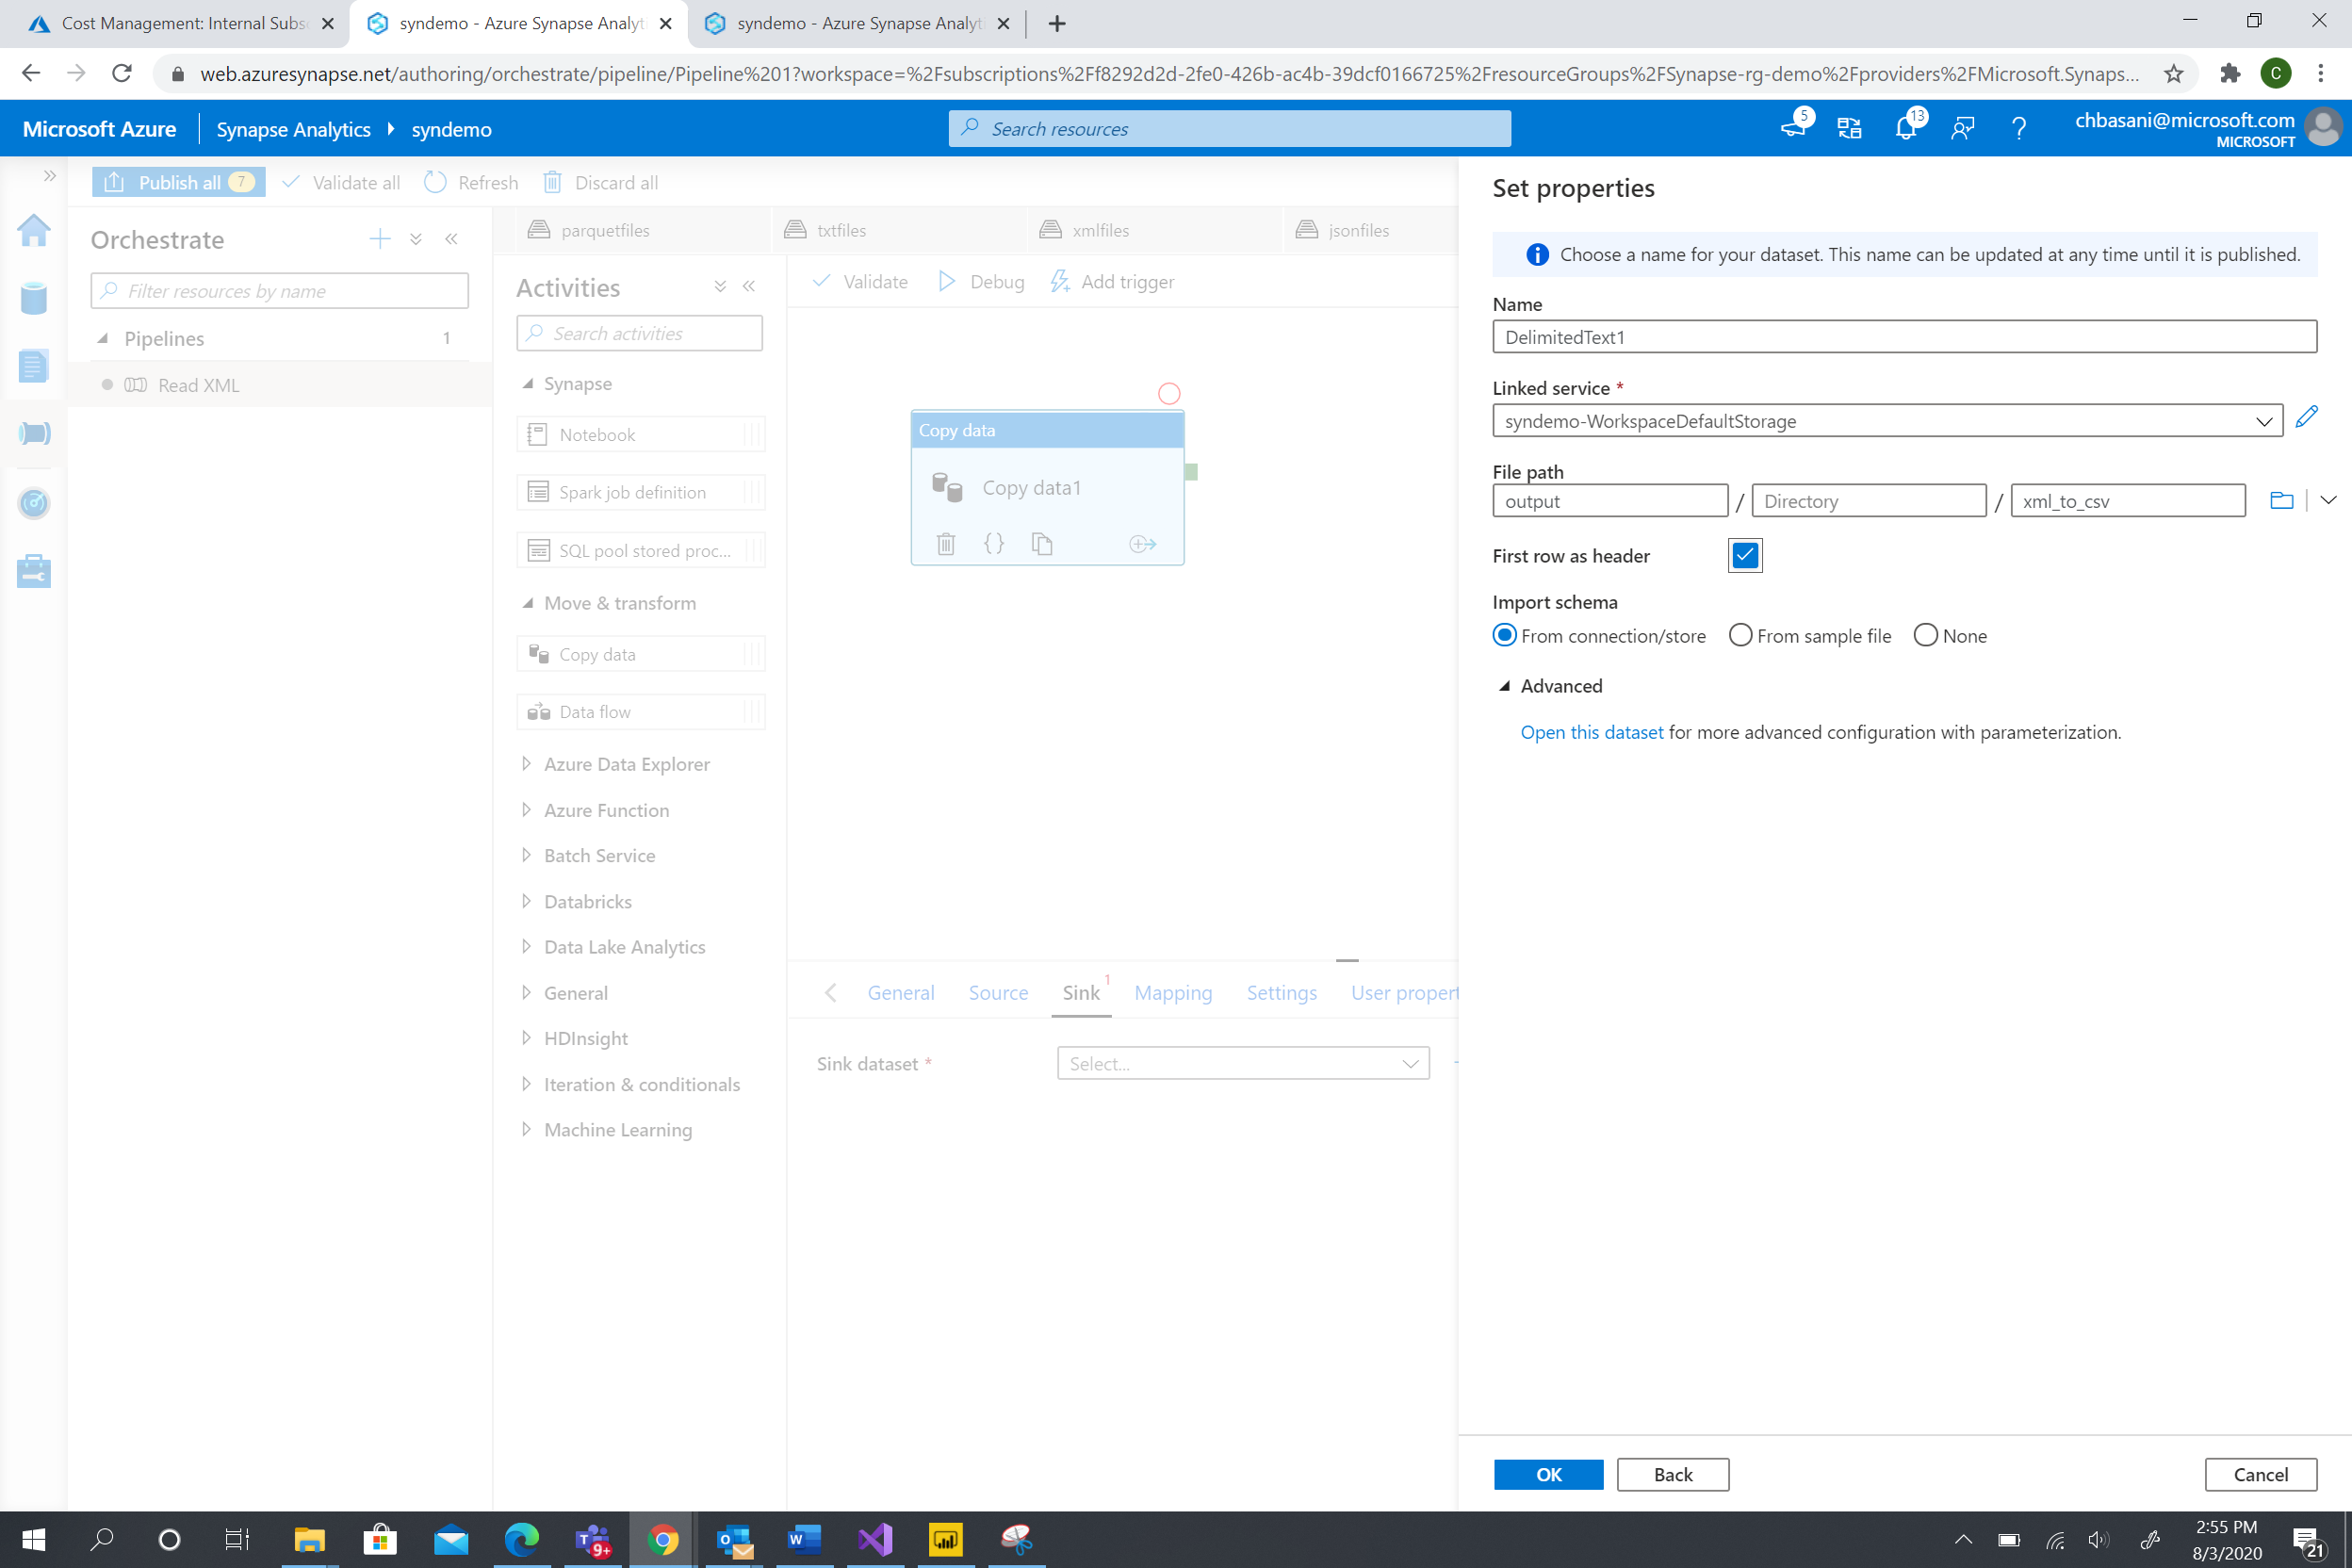 Cost Management: Internal Subs
syndemo - Azure Synapse Analyt
syndemo - Azure Synapse Analyt
web.azuresynapse.net/authoring/orchestrate/pipeline/Pipeline%201?workspace=%2Fsubscriptions%2Ff8292d2d-2fe0-426b-ac4b-39dcf0166725%2FresourceGroups%2FSynapse-rg-demo%2Fproviders%2FMicrosoft.Synaps...
C
Microsoft Azure
Synapse Analytics
syndemo
Search resources
5
13
chbasani@microsoft.com
MICROSOFT
Publish all 7
Validate all
Refresh
Discard all
Orchestrate
Filter resources by name
Pipelines 1
Read XML
parquetfiles
txtfiles
xmlfiles
jsonfiles
Activities
Search activities
Synapse
Notebook
Spark job definition
SQL pool stored proc...
Move & transform
Copy data
Data flow
Azure Data Explorer
Azure Function
Batch Service
Databricks
Data Lake Analytics
General
HDInsight
Iteration & conditionals
Machine Learning
Validate
Debug
Add trigger
Copy data
Copy data1
General
Source
Sink 1
Mapping
Settings
User propert
Sink dataset *
Select...
Set properties
Choose a name for your dataset. This name can be updated at any time until it is published.
Name
DelimitedText1
Linked service *
syndemo-WorkspaceDefaultStorage
File path
output / Directory / xml_to_csv
First row as header
Import schema
From connection/store
From sample file
None
Advanced
Open this dataset for more advanced configuration with parameterization.
OK
Back
Cancel
9+
2:55 PM
8/3/2020
21